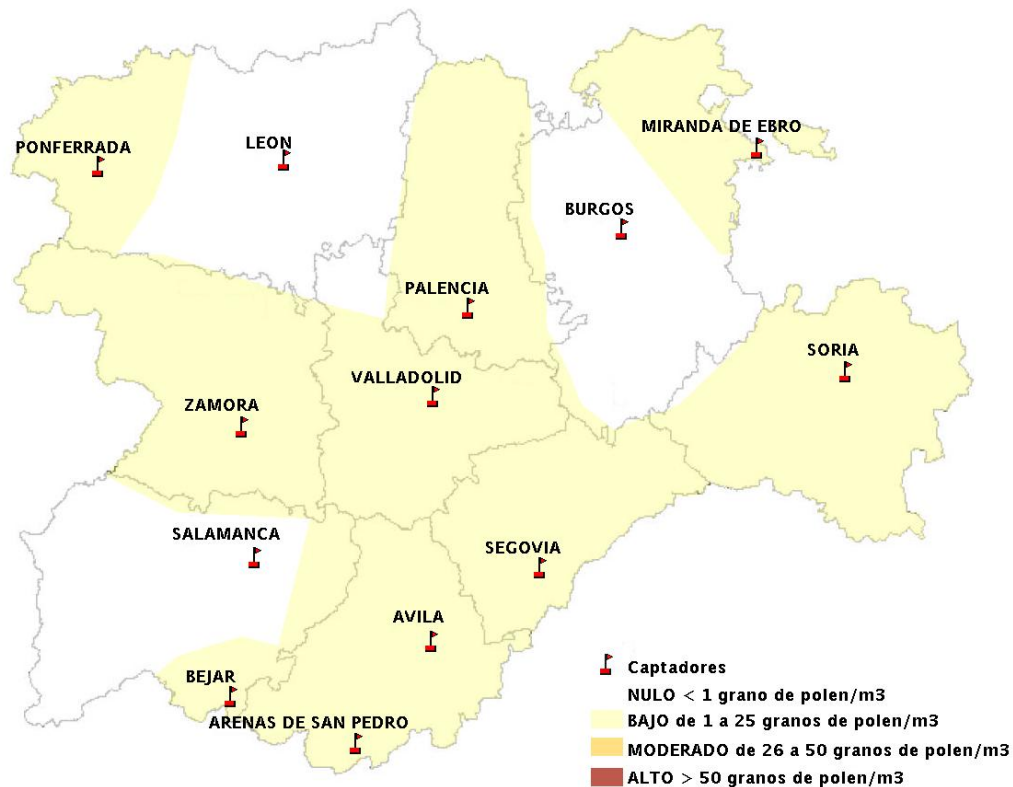 MIRANDA DE EBRO
PONFERRADA
LEON
BURGOS
PALENCIA
SORIA
VALLADOLID
ZAMORA
SALAMANCA
SEGOVIA
AVILA
BEJAR
ARENAS DE SAN PEDRO
Captadores
NULO < 1 grano de polen/m3
BAJO de 1 a 25 granos de polen/m3
MODERADO de 26 a 50 granos de polen/m3
ALTO > 50 granos de polen/m3